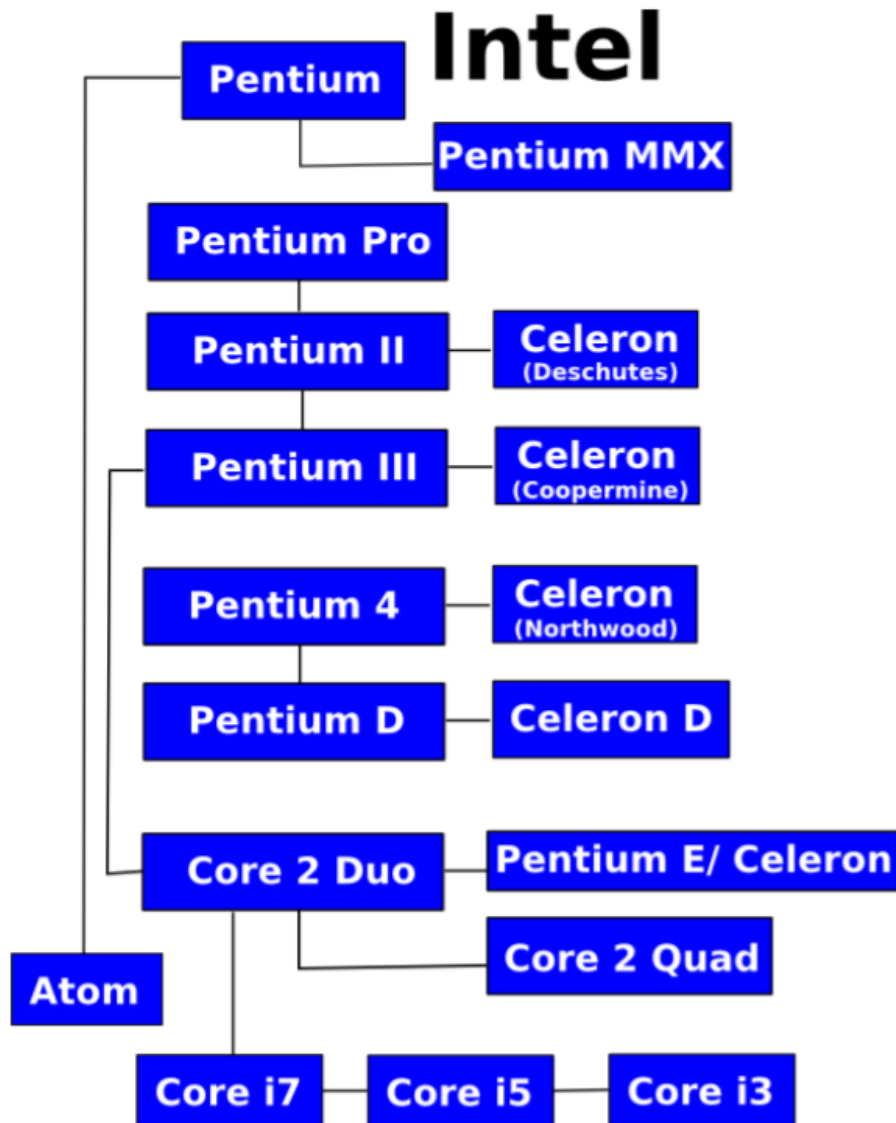 Intel
Pentium
Pentium MMX
Pentium Pro
Pentium II
Celeron
(Deschutes)
Pentium III
Celeron
(Coopermine)
Pentium 4
Celeron
(Northwood)
Pentium D
Celeron D
Core 2 Duo
Pentium E/ Celeron
Core 2 Quad
Atom
Core i7
Core i5
Core i3